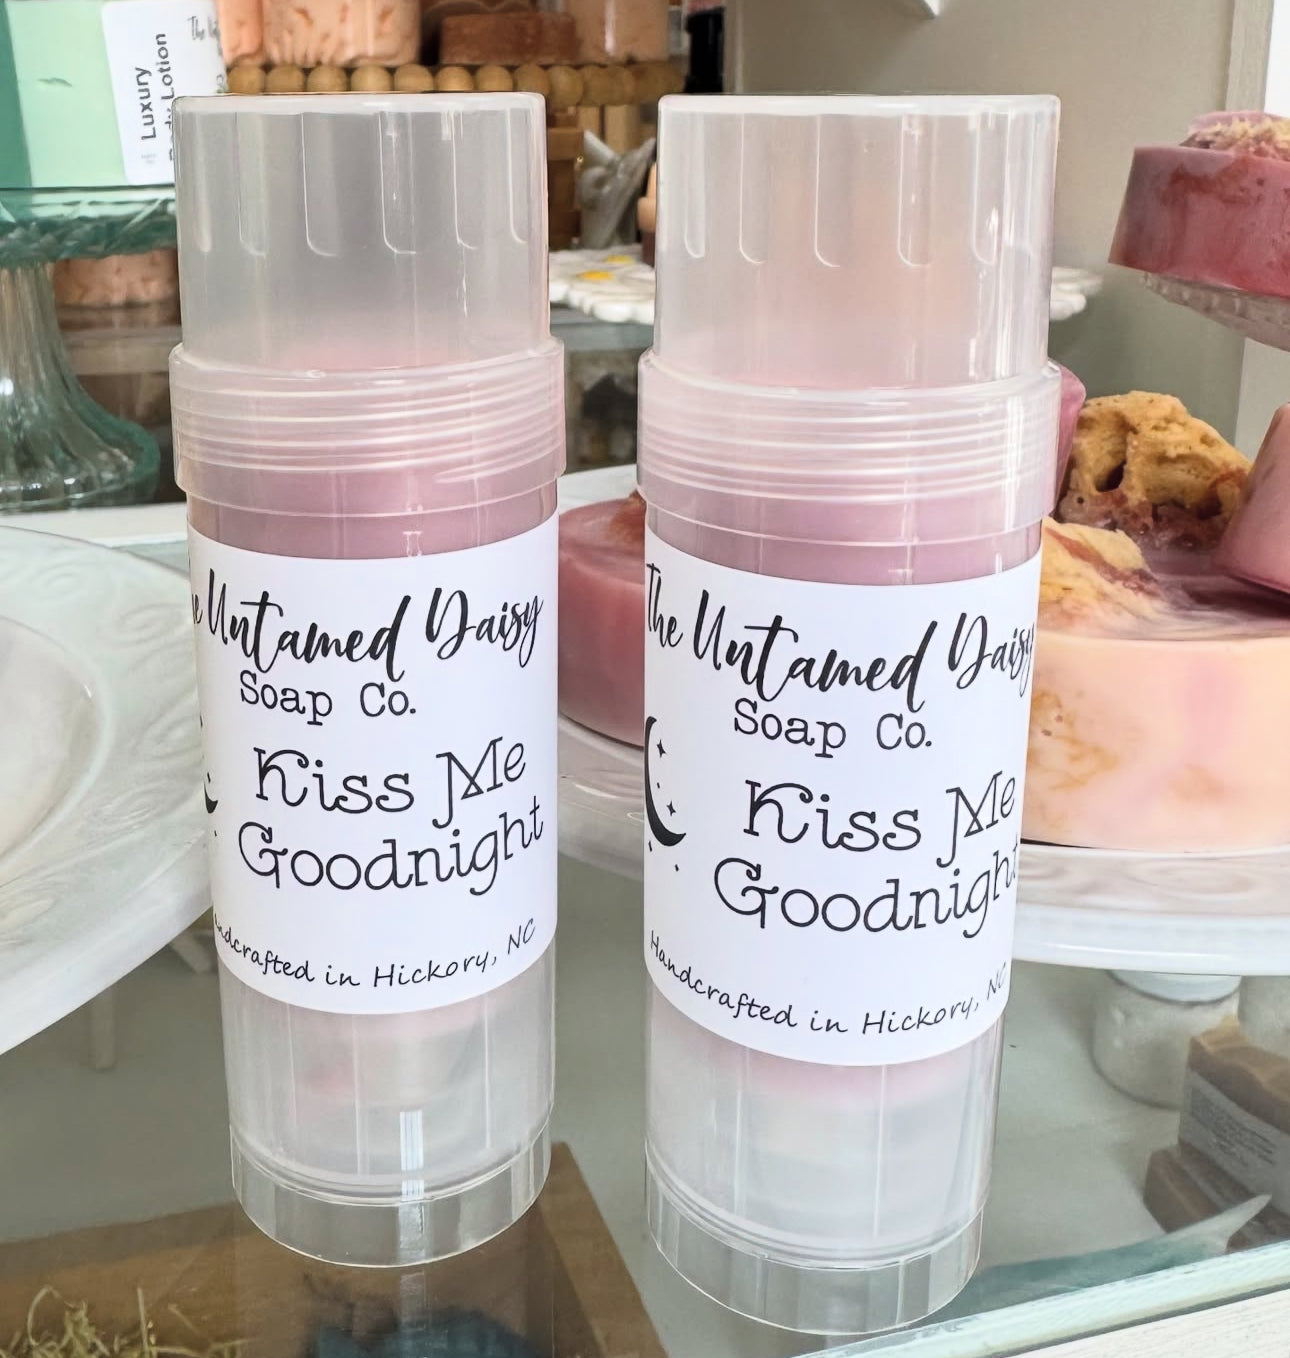 Luxury
The Untamed Daisy
Soap Co.
Kiss Me
Goodnight
Handcrafted in Hickory, NC
The Untamed Daisy
Soap Co.
Kiss Me
Goodnight
Handcrafted in Hickory, NC